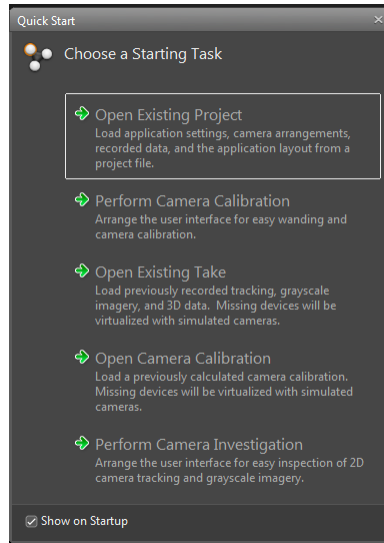 Quick Start
Choose a Starting Task
Open Existing Project
Load application settings, camera arrangements,
recorded data, and the application layout from a
project file.
Perform Camera Calibration
Arrange the user interface for easy wanding and
camera calibration.
Open Existing Take
Load previously recorded tracking, grayscale
imagery, and 3D data.  Missing devices will be
virtualized with simulated cameras.
Open Camera Calibration
Load a previously calculated camera calibration.
Missing devices will be virtualized with simulated
cameras.
Perform Camera Investigation
Arrange the user interface for easy inspection of 2D
camera tracking and grayscale imagery.
Show on Startup